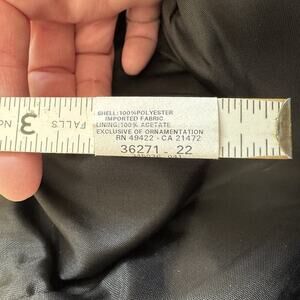 SHELL:100%POLYESTER
IMPORTED FABRIC
LINING:100% ACETATE
EXCLUSIVE OF ORNAMENTATION
RN 49422 - CA 21472
36271 - 22
3
FALLS